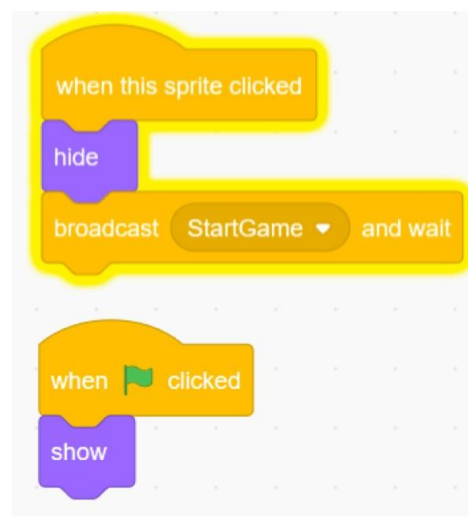 when this sprite clicked
hide
broadcast StartGame and wait
when clicked
show